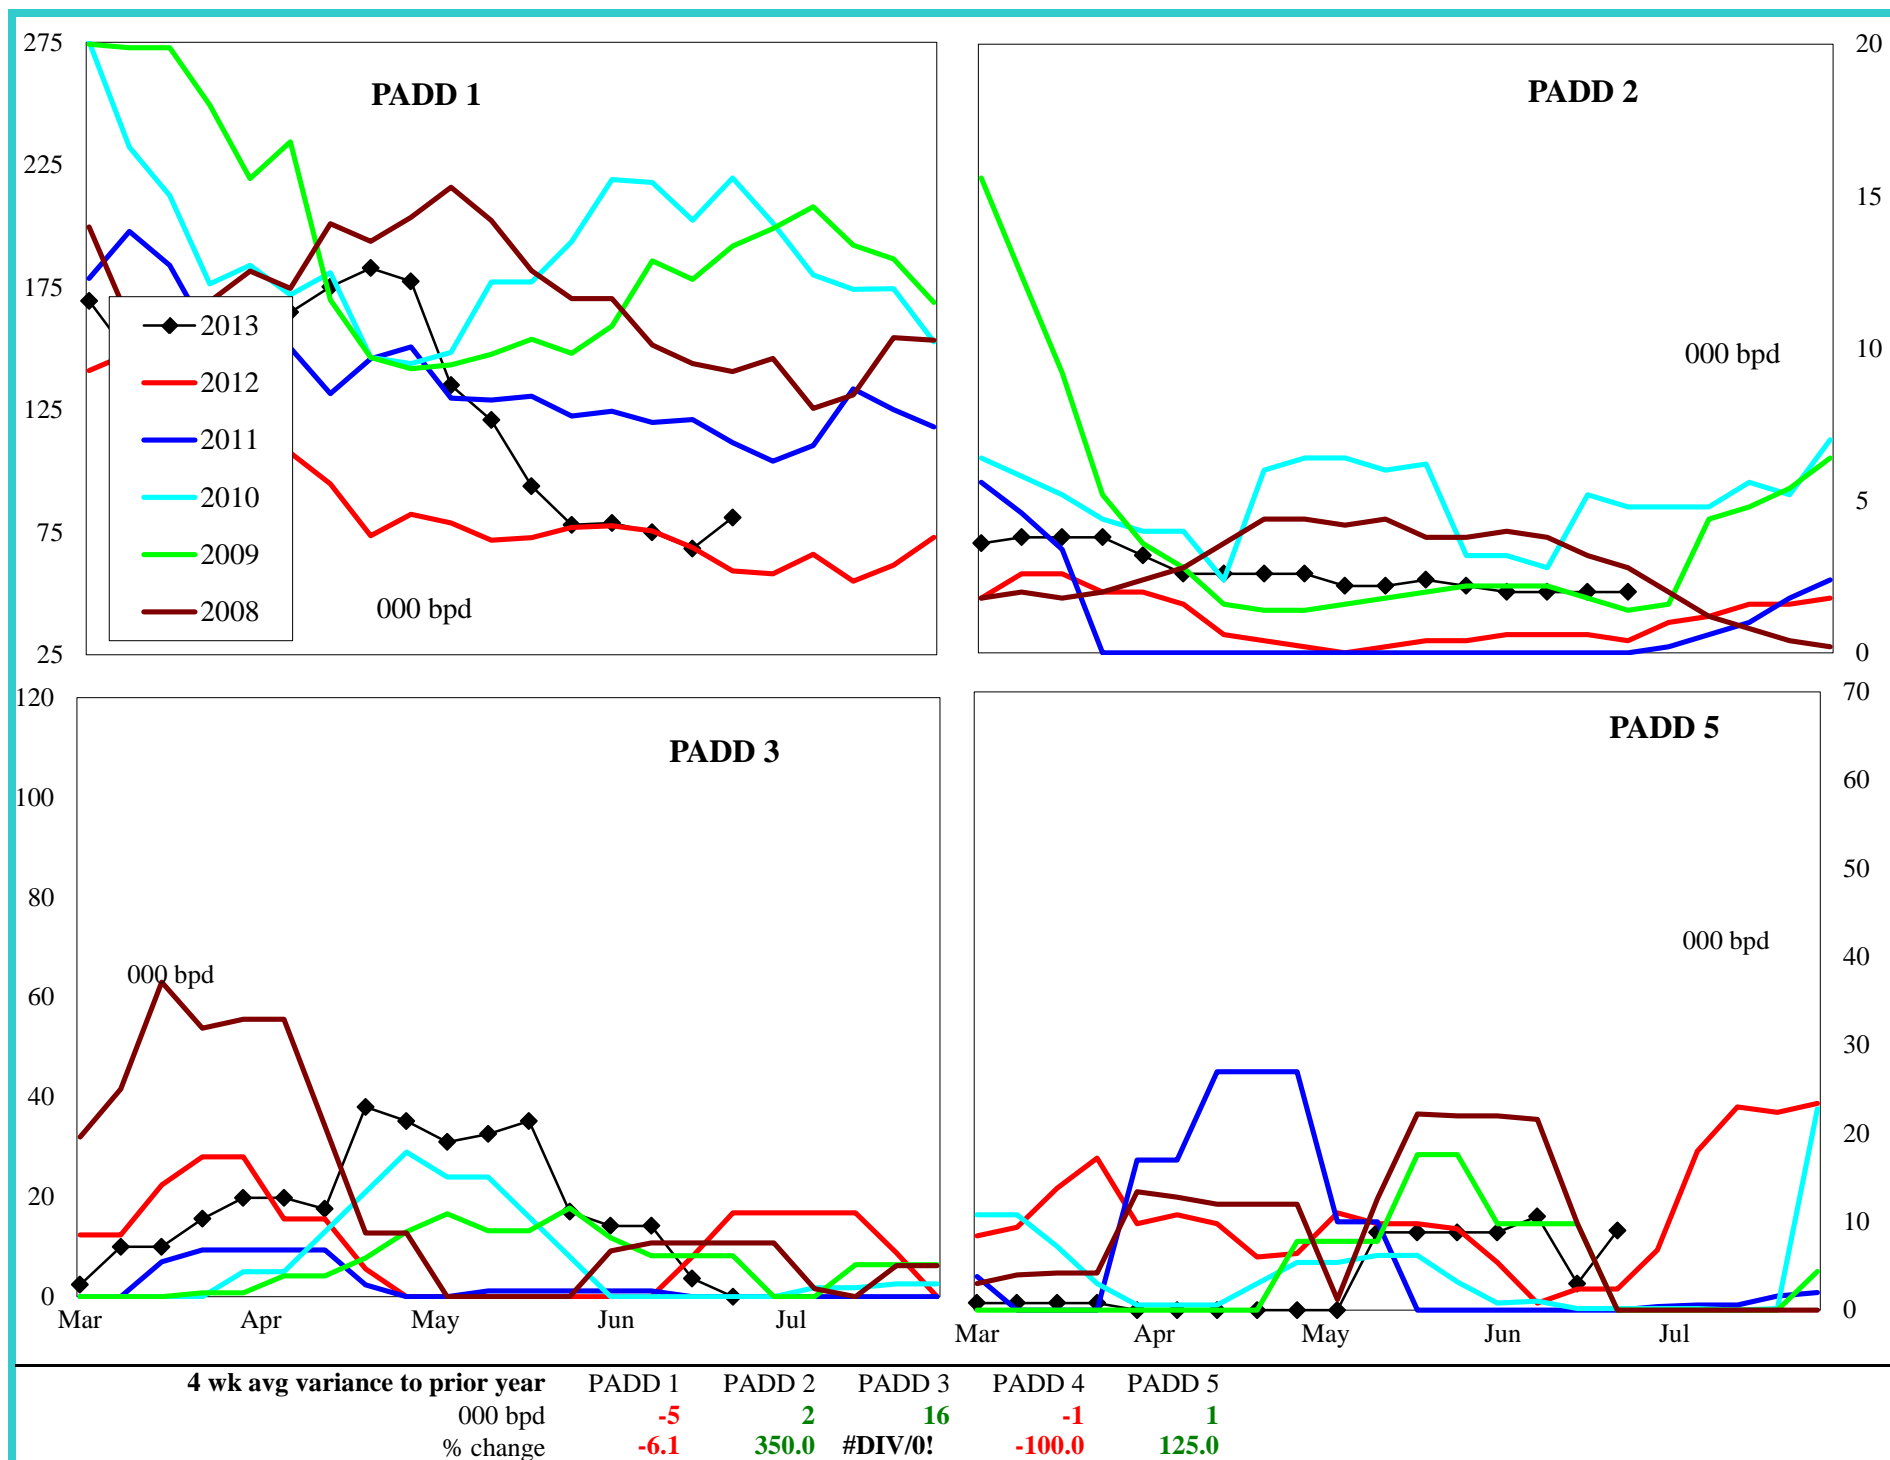 275
225
175
125
75
25
PADD 1
2013
2012
2011
2010
2009
2008
000 bpd
PADD 2
000 bpd
20
15
10
5
0
120
100
80
60
40
20
0
PADD 3
000 bpd
Mar Apr May Jun Jul
PADD 5
000 bpd
70
60
50
40
30
20
10
0
Mar Apr May Jun Jul
4 wk avg variance to prior year PADD 1 PADD 2 PADD 3 PADD 4 PADD 5
000 bpd -5 2 16 -1 1
% change -6.1 350.0 #DIV/0! -100.0 125.0